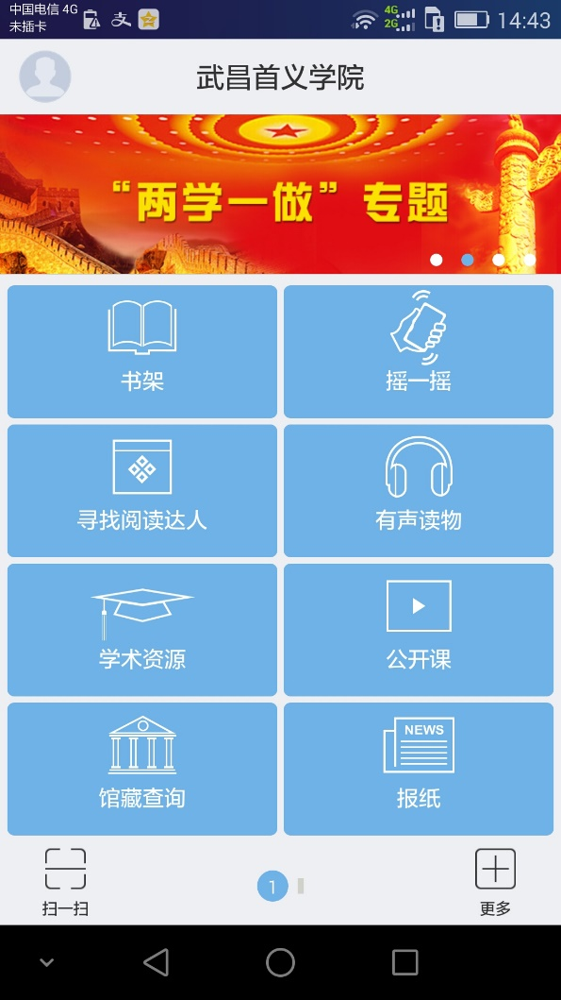 中国电信 4G
未插卡
4G
2G
14:43
武昌首义学院
“两学一做”专题
书架
摇一摇
寻找阅读达人
有声读物
学术资源
公开课
馆藏查询
NEWS
报纸
扫一扫
1
更多